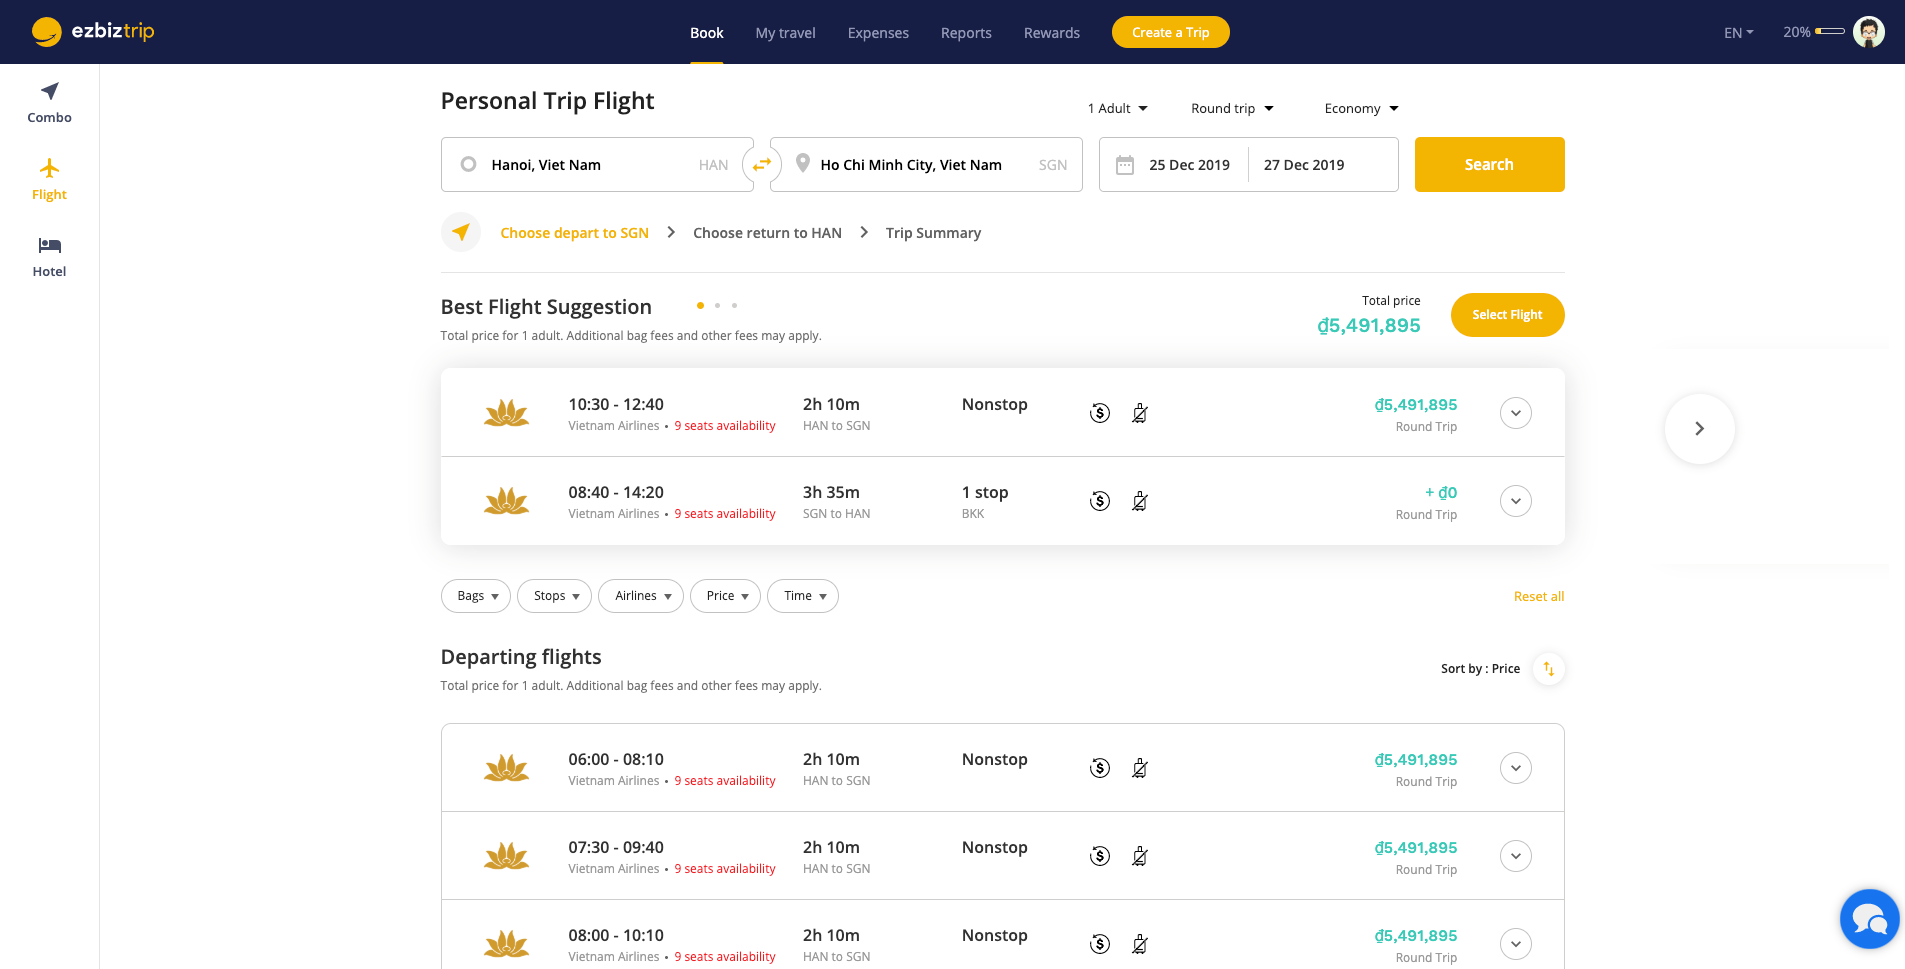 ezbiztrip
Book My travel Expenses Reports Rewards Create a Trip
EN 20%
Combo
Flight
Hotel
Personal Trip Flight
1 Adult Round trip Economy
Hanoi, Viet Nam HAN Ho Chi Minh City, Viet Nam SGN 25 Dec 2019 27 Dec 2019 Search
Choose depart to SGN Choose return to HAN Trip Summary
Best Flight Suggestion
Total price for 1 adult. Additional bag fees and other fees may apply.
Total price
₫5,491,895
Select Flight
10:30 - 12:40 2h 10m Nonstop ₫5,491,895
Vietnam Airlines • 9 seats availability HAN to SGN Round Trip
08:40 - 14:20 3h 35m 1 stop + ₫0
Vietnam Airlines • 9 seats availability SGN to HAN BKK Round Trip
Bags Stops Airlines Price Time Reset all
Departing flights
Total price for 1 adult. Additional bag fees and other fees may apply.
Sort by : Price
06:00 - 08:10 2h 10m Nonstop ₫5,491,895
Vietnam Airlines • 9 seats availability HAN to SGN Round Trip
07:30 - 09:40 2h 10m Nonstop ₫5,491,895
Vietnam Airlines • 9 seats availability HAN to SGN Round Trip
08:00 - 10:10 2h 10m Nonstop ₫5,491,895
Vietnam Airlines • 9 seats availability HAN to SGN Round Trip